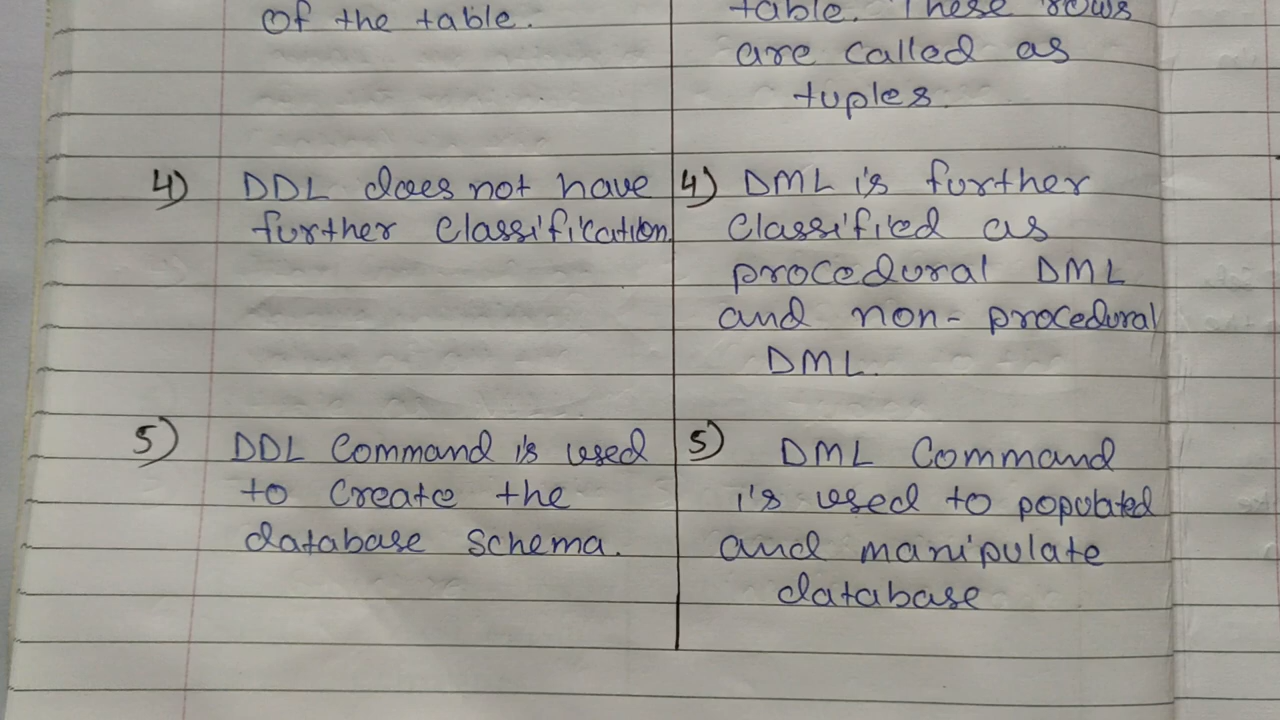 of the table.
table. These rows
are called as
tuples.
4) DDL does not have
further classification.
4) DML is further
classified as
procedural DML
and non-procedural
DML.
5) DDL Command is used
to create the
database schema.
5) DML Command
is used to populated
and manipulate
database